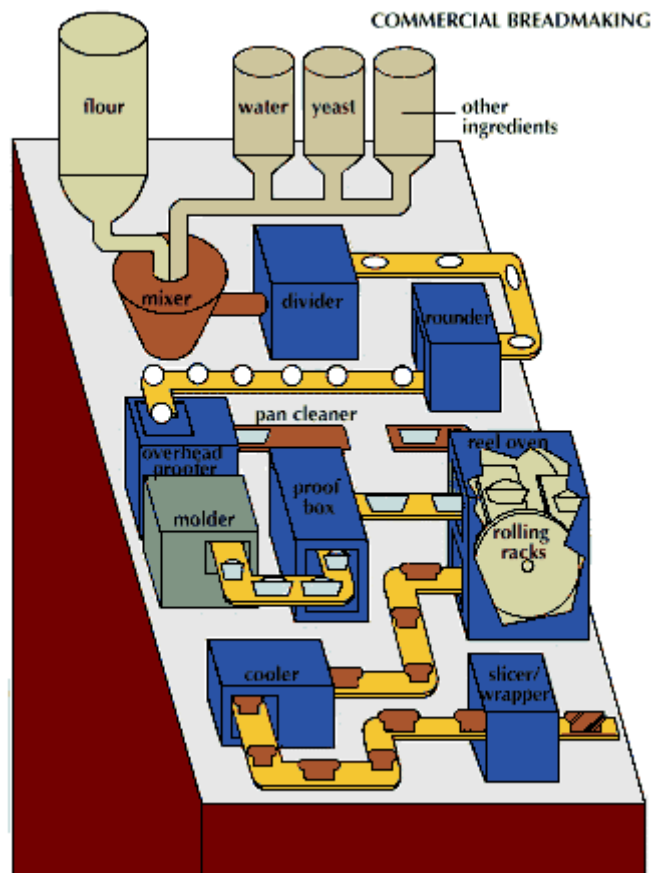 COMMERCIAL BREADMAKING
flour
water
yeast
other
ingredients
mixer
divider
rounder
pan cleaner
overhead
proofer
reel oven
proof
box
molder
rolling
racks
cooler
slicer/
wrapper